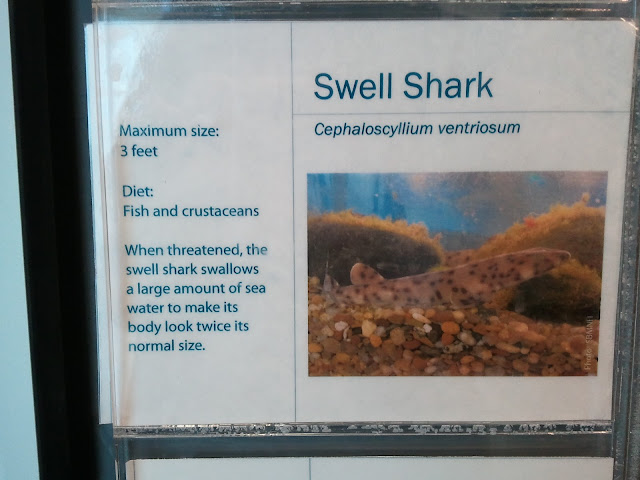 Swell Shark
Cephaloscyllium ventriosum
Maximum size:
3 feet
Diet:
Fish and crustaceans
When threatened, the
swell shark swallows
a large amount of sea
water to make its
body look twice its
normal size.